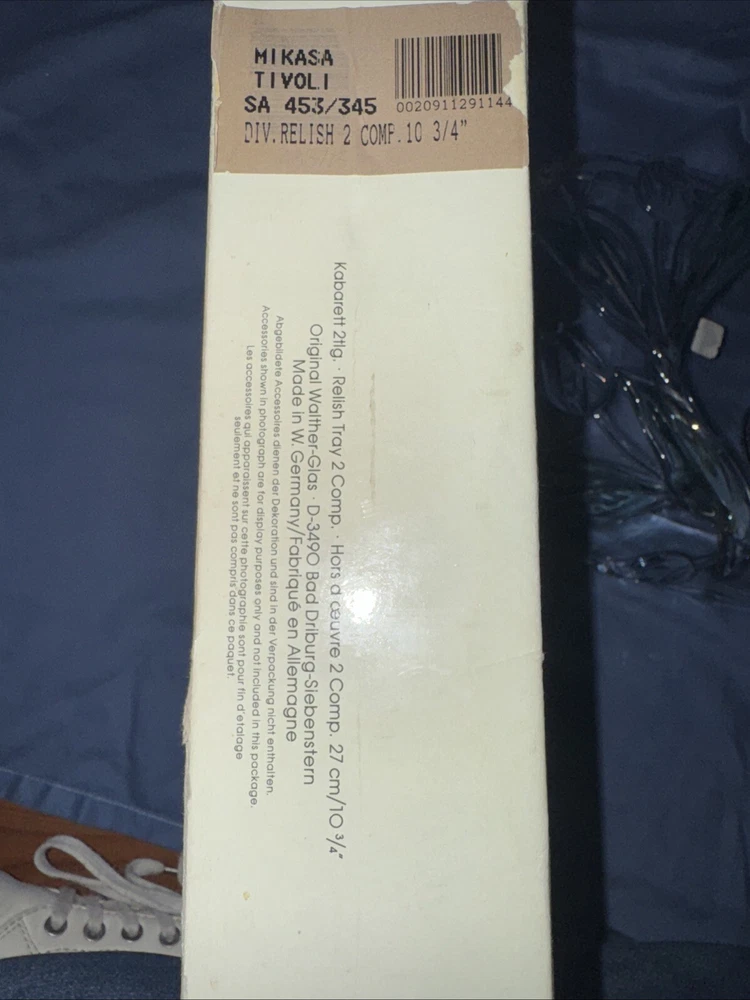 MIKASA
TIVOLI
SA 453/345
0020911291144
DIV.RELISH 2 COMP.10 3/4"
Kabarett 2tlg. · Relish Tray 2 Comp. · Hors d'œuvre 2 Comp. 27 cm/10 3/4"
Original Walther-Glas · D-3490 Bad Driburg-Siebenstern
Made in W. Germany/Fabriqué en Allemagne
Abgebildete Accessoires dienen der Dekoration und sind in der Verpackung nicht enthalten.
Accessories shown in photograph are for display purposes only and not included in this package.
Les accessoires qui apparaissent sur cette photographie sont pour fin d'etalage
seulement et ne sont pas compris dans ce paquet.